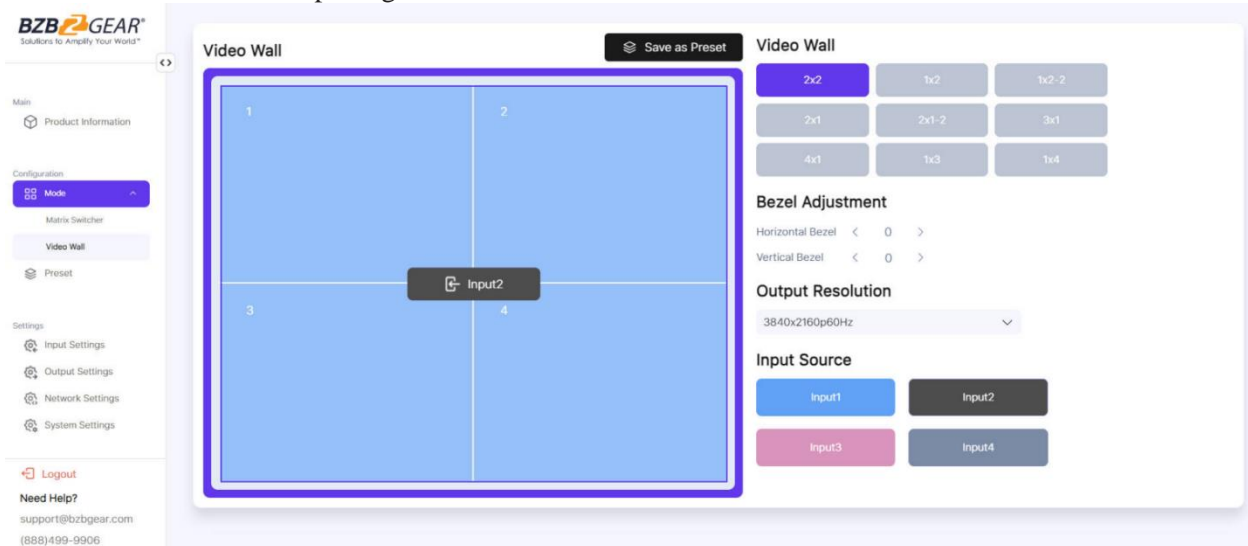 BZBGEAR®
Solutions to Amplify Your World™
Main
Product Information
Configuration
Mode
Matrix Switcher
Video Wall
Preset
Settings
Input Settings
Output Settings
Network Settings
System Settings
Logout
Need Help?
support@bzbgear.com
(888)499-9906
Video Wall
Save as Preset
1
2
Input2
3
4
Video Wall
2x2 1x2 1x2-2
2x1 2x1-2 3x1
4x1 1x3 1x4
Bezel Adjustment
Horizontal Bezel < 0 >
Vertical Bezel < 0 >
Output Resolution
3840x2160p60Hz
Input Source
Input1 Input2
Input3 Input4